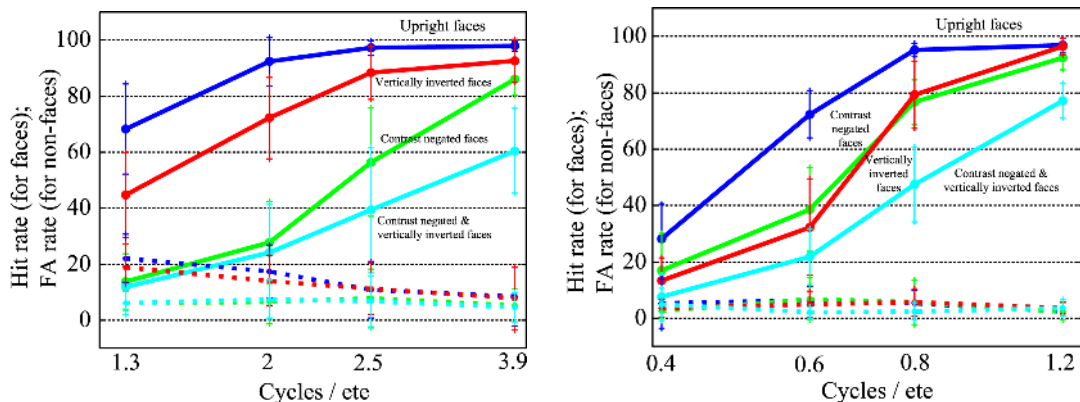 Hit rate (for faces);
FA rate (for non-faces)
100
80
60
40
20
0
Upright faces
Vertically inverted faces
Contrast negated faces
Contrast negated &
vertically inverted faces
1.3
2
2.5
3.9
Cycles / ete
Hit rate (for faces);
FA rate (for non-faces)
100
80
60
40
20
0
Upright faces
Contrast
negated
faces
Vertically
inverted
faces
Contrast negated &
vertically inverted faces
0.4
0.6
0.8
1.2
Cycles / ete